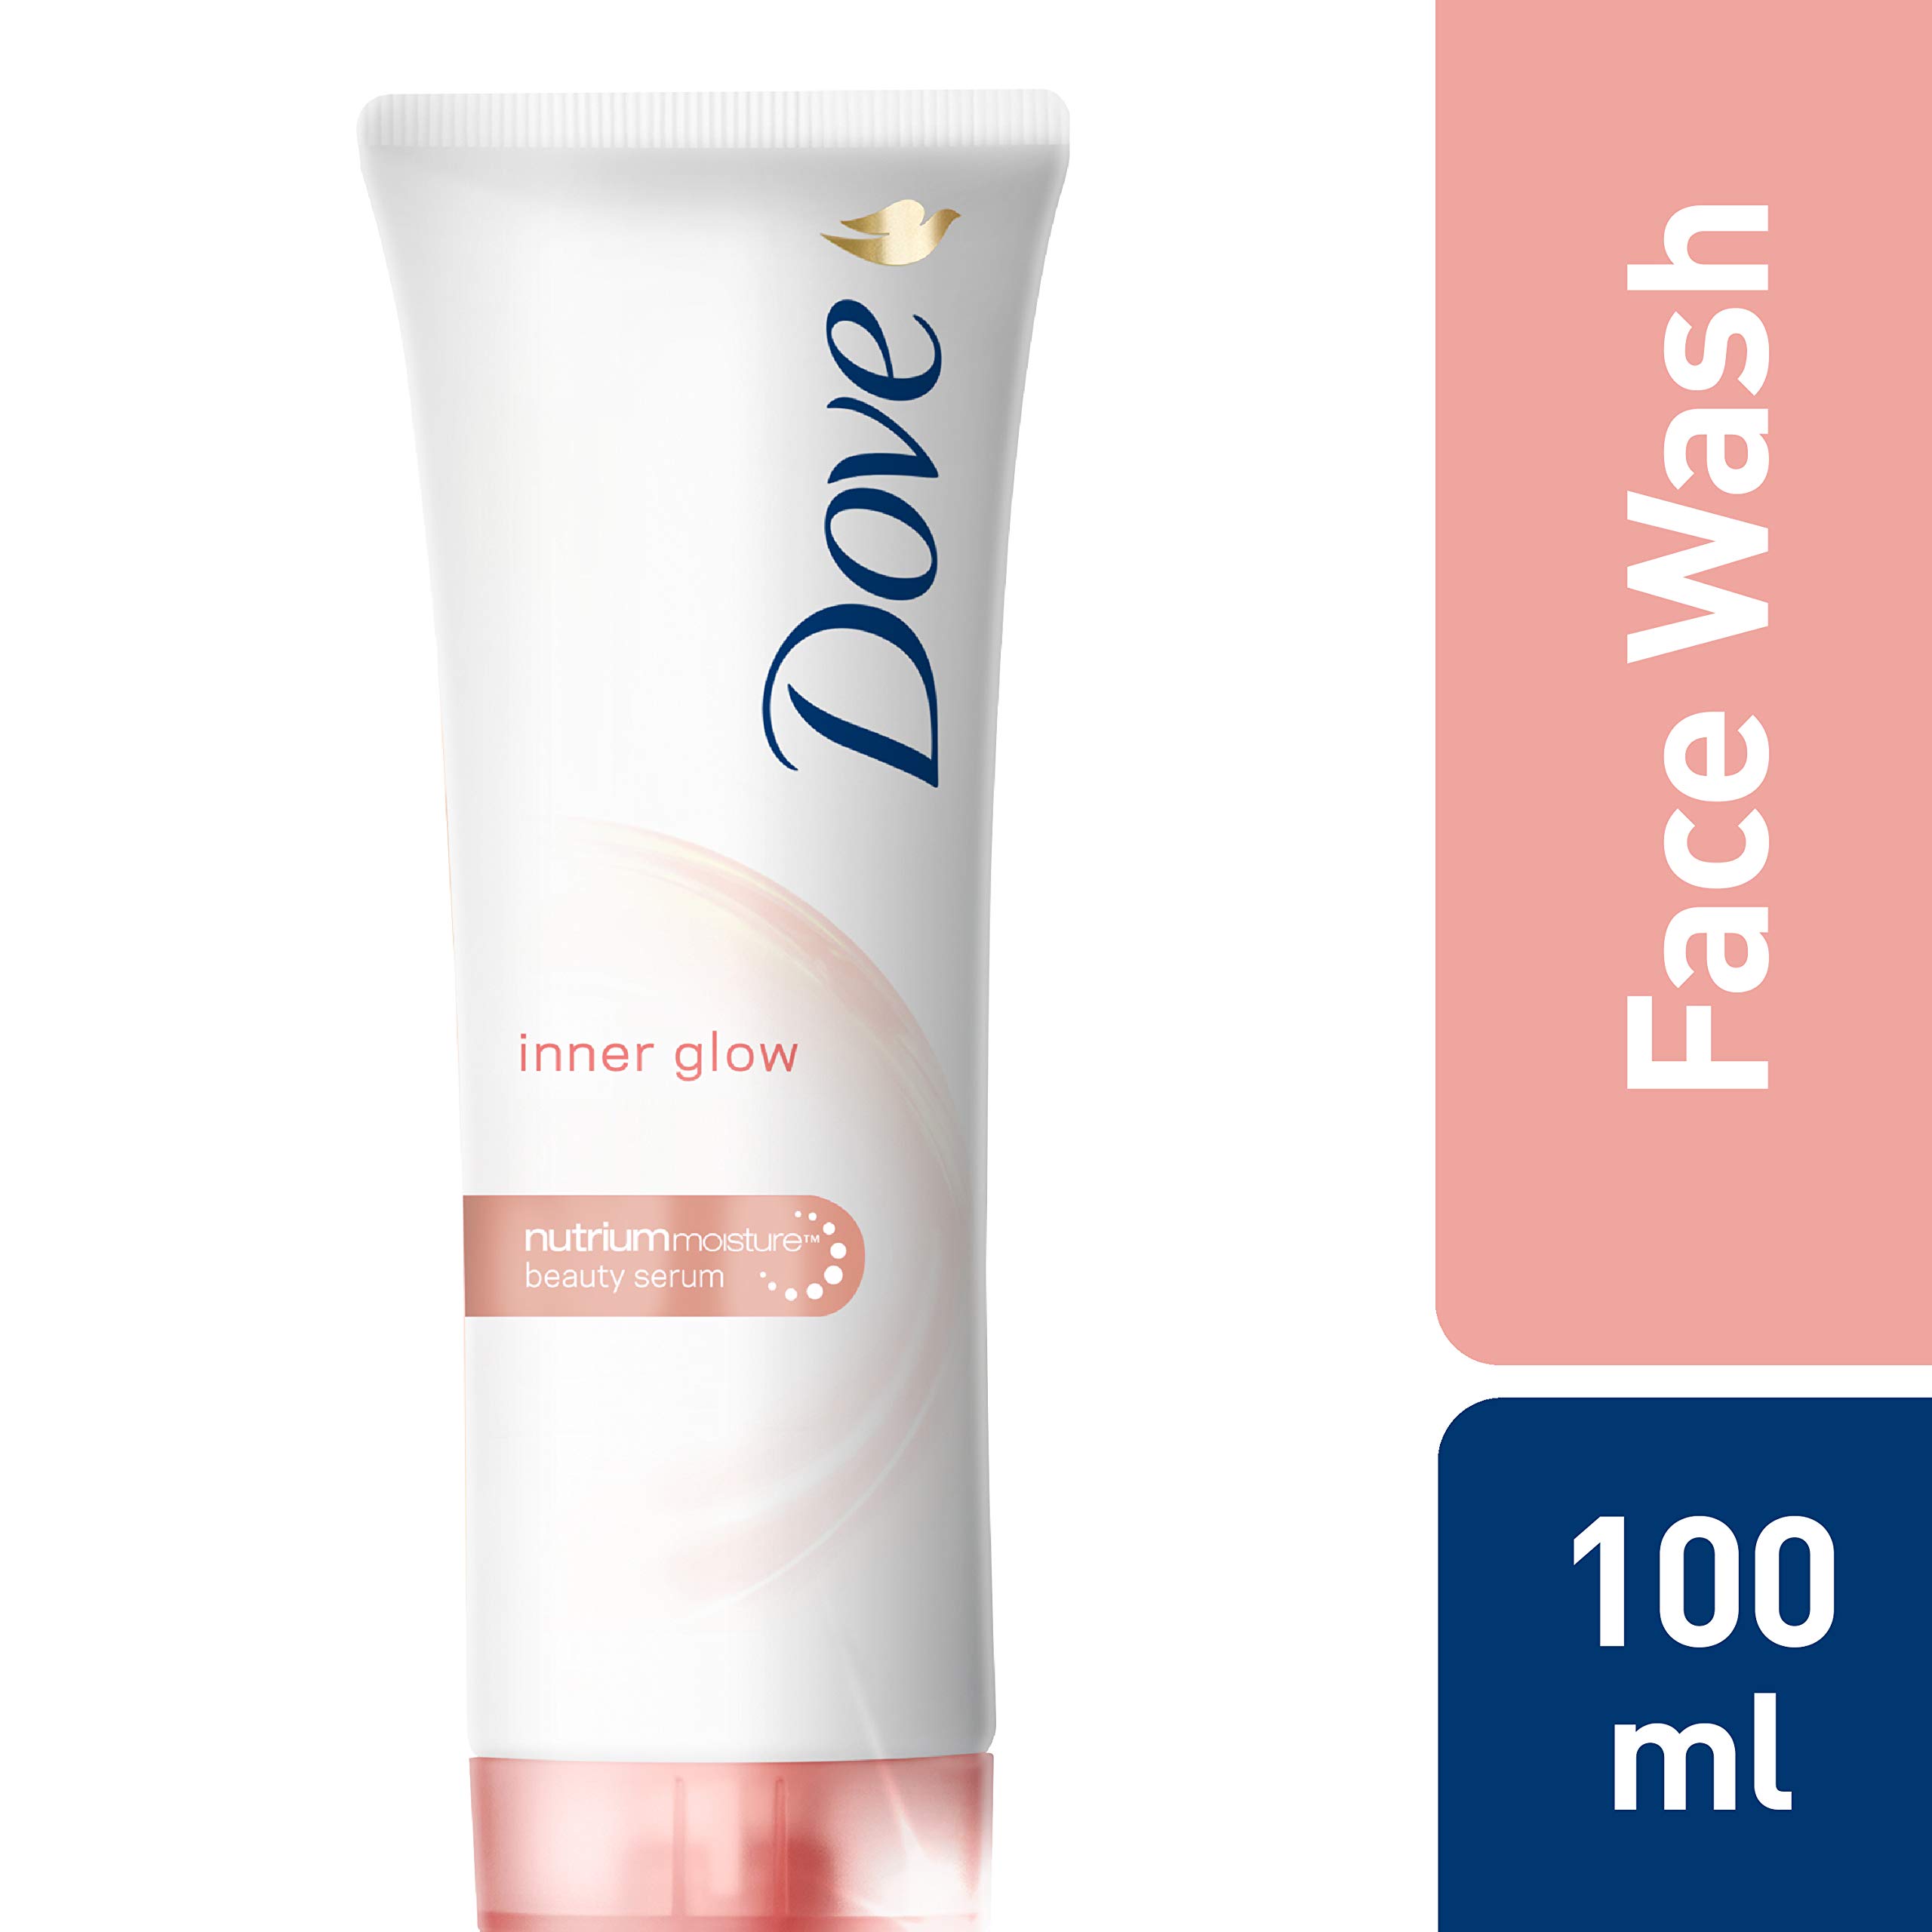 Dove
inner glow
nutriummoisture™
beauty serum
Face Wash
100
ml